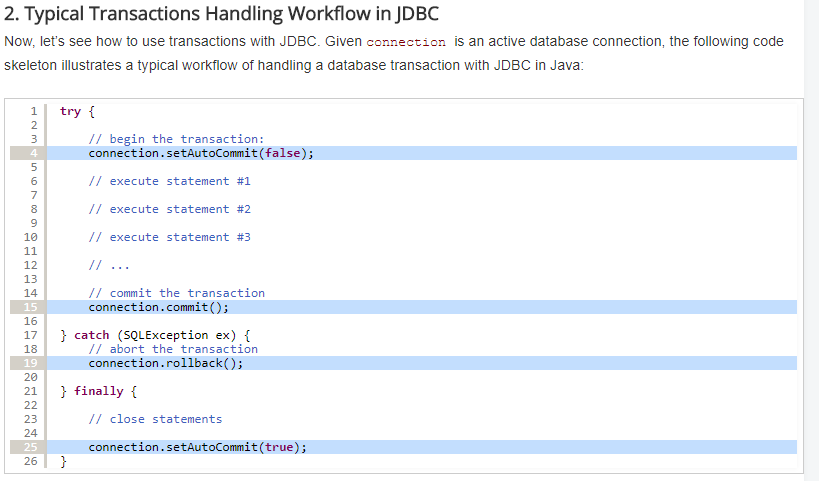 2. Typical Transactions Handling Workflow in JDBC
Now, let's see how to use transactions with JDBC. Given connection is an active database connection, the following code
skeleton illustrates a typical workflow of handling a database transaction with JDBC in Java:
1 try {
2
3 // begin the transaction:
4 connection.setAutoCommit(false);
5
6 // execute statement #1
7
8 // execute statement #2
9
10 // execute statement #3
11
12 // ...
13
14 // commit the transaction
15 connection.commit();
16
17 } catch (SQLException ex) {
18 // abort the transaction
19 connection.rollback();
20
21 } finally {
22
23 // close statements
24
25 connection.setAutoCommit(true);
26 }